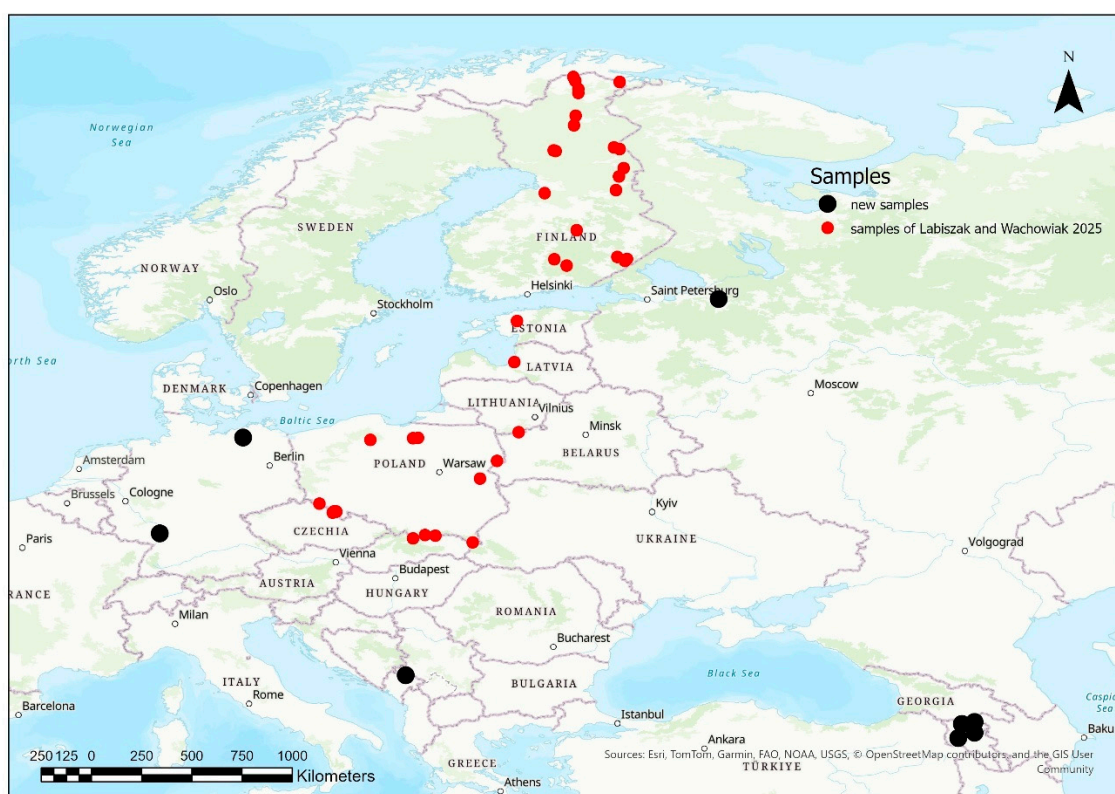 N
Norwegian
Sea
Samples
new samples
samples of Labiszak and Wachowiak 2025
SWEDEN
FINLAND
NORWAY
Oslo
Helsinki
Saint Petersburg
Stockholm
ESTONIA
orth Sea
LATVIA
DENMARK
Copenhagen
Moscow
LITHUANIA
Vilnius
Baltic Sea
Minsk
BELARUS
Amsterdam
Berlin
POLAND
Warsaw
Brussels
Cologne
Kyiv
CZECHIA
UKRAINE
Paris
Volgograd
Vienna
AUSTRIA
Budapest
HUNGARY
RANCE
ROMANIA
Milan
Bucharest
Black Sea
ITALY
BULGARIA
Rome
GEORGIA
Caspi
Sea
Barcelona
Istanbul
Baku
Ankara
250 125 0 250 500 750 1000
Kilometers
GREECE
Athens
TÜRKIYE
Sources: Esri, TomTom, Garmin, FAO, NOAA, USGS, © OpenStreetMap contributors, and the GIS User
Community